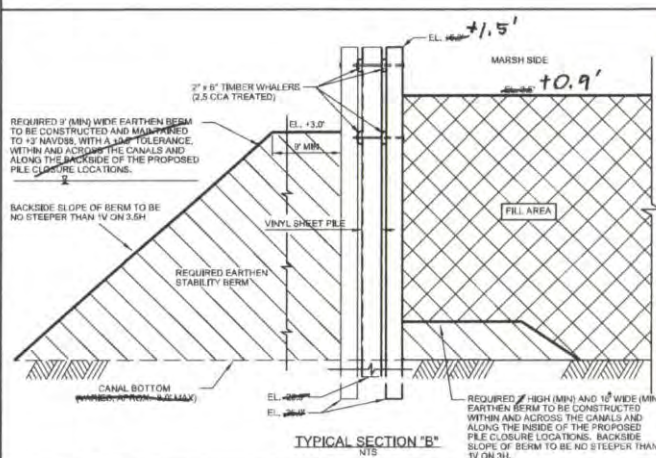 EL. +1.5'
MARSH SIDE
+0.9'
2" x 6" TIMBER WHALERS
(2.5 CCA TREATED)
REQUIRED 9' (MIN) WIDE EARTHEN BERM
TO BE CONSTRUCTED AND MAINTAINED
TO +3' NAVD88, WITH A TOLERANCE,
WITHIN AND ACROSS THE CANALS AND
ALONG THE BACKSIDE OF THE PROPOSED
PILE CLOSURE LOCATIONS.
EL. +3.0'
9' MIN.
BACKSIDE SLOPE OF BERM TO BE
NO STEEPER THAN 1V ON 3.5H
VINYL SHEET PILE
FILL AREA
REQUIRED EARTHEN
STABILITY BERM
CANAL BOTTOM
EL.
EL.
REQUIRED HIGH (MIN) AND WIDE (MIN)
EARTHEN BERM TO BE CONSTRUCTED
WITHIN AND ACROSS THE CANALS AND
ALONG THE INSIDE OF THE PROPOSED
PILE CLOSURE LOCATIONS. BACKSIDE
SLOPE OF BERM TO BE NO STEEPER THAN
1V ON 3H.
TYPICAL SECTION "B"
NTS